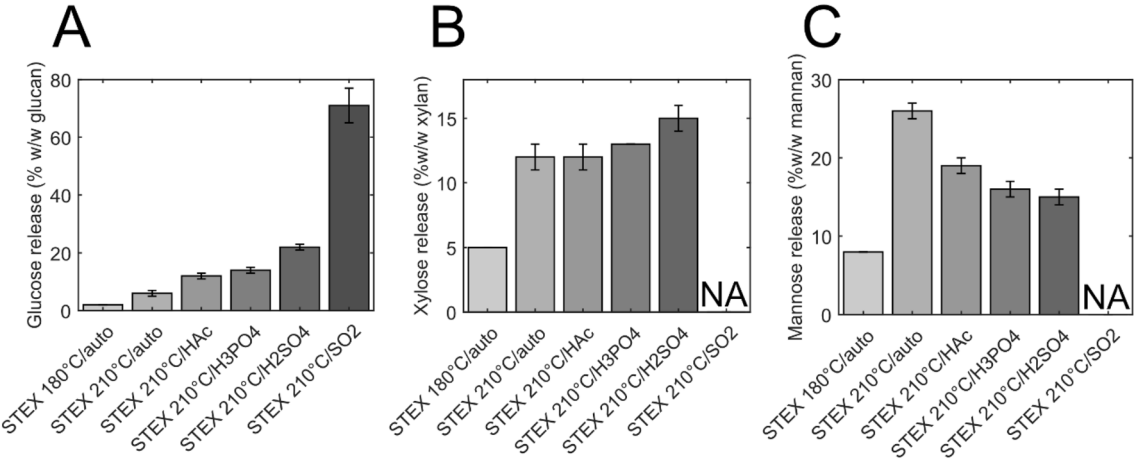 A
Glucose release (% w/w glucan)
80
60
40
20
0
STEX 180°C/auto
STEX 210°C/auto
STEX 210°C/HAc
STEX 210°C/H3PO4
STEX 210°C/H2SO4
STEX 210°C/SO2
B
Xylose release (%w/w xylan)
15
10
5
0
NA
STEX 180°C/auto
STEX 210°C/auto
STEX 210°C/HAc
STEX 210°C/H3PO4
STEX 210°C/H2SO4
STEX 210°C/SO2
C
Mannose release (%w/w mannan)
30
20
10
0
NA
STEX 180°C/auto
STEX 210°C/auto
STEX 210°C/HAc
STEX 210°C/H3PO4
STEX 210°C/H2SO4
STEX 210°C/SO2